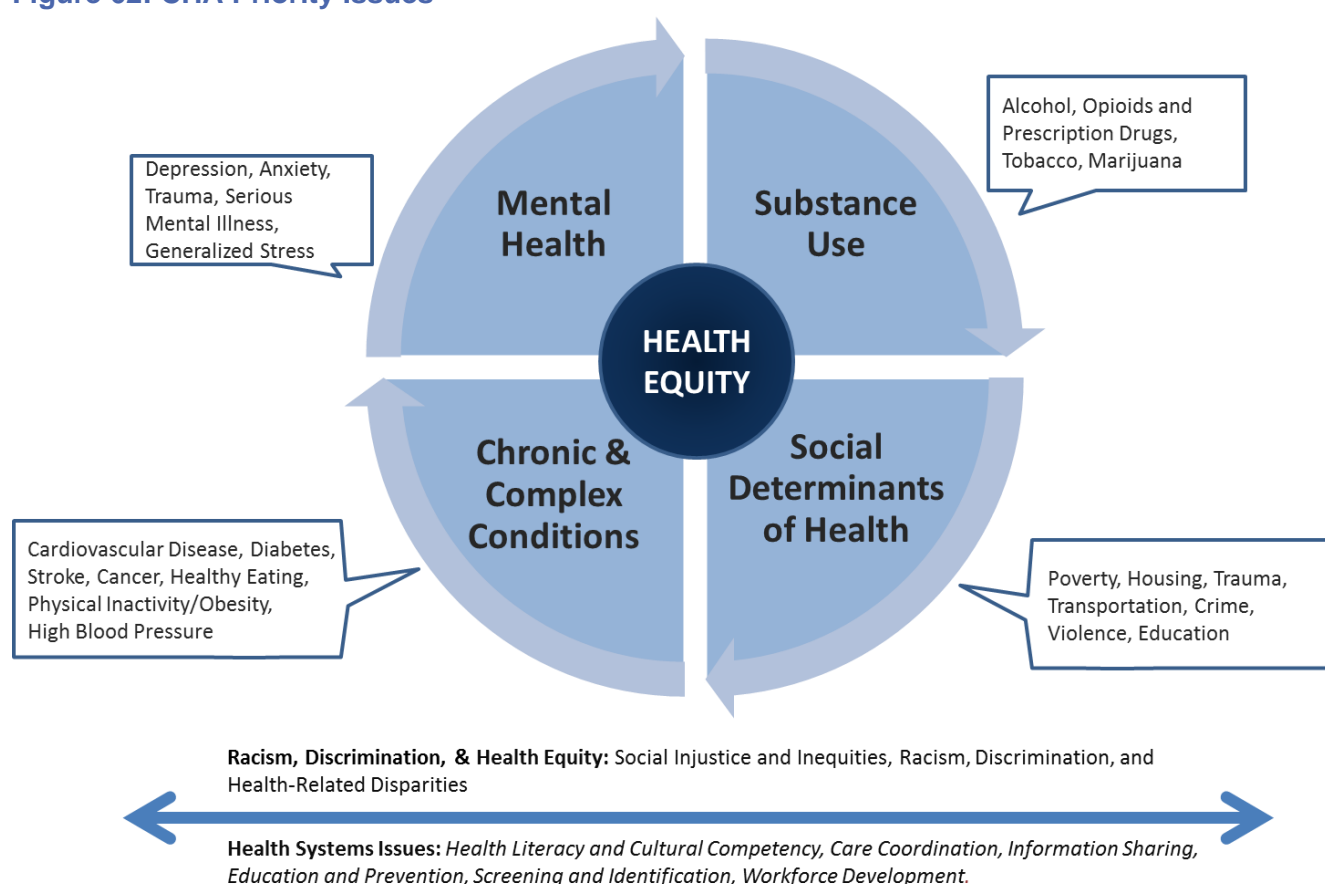 Mental
Health
Substance
Use
HEALTH
EQUITY
Chronic &
Complex
Conditions
Social
Determinants
of Health
Depression, Anxiety,
Trauma, Serious
Mental Illness,
Generalized Stress
Alcohol, Opioids and
Prescription Drugs,
Tobacco, Marijuana
Cardiovascular Disease, Diabetes,
Stroke, Cancer, Healthy Eating,
Physical Inactivity/Obesity,
High Blood Pressure
Poverty, Housing, Trauma,
Transportation, Crime,
Violence, Education
Racism, Discrimination, & Health Equity: Social Injustice and Inequities, Racism, Discrimination, and
Health-Related Disparities
Health Systems Issues: Health Literacy and Cultural Competency, Care Coordination, Information Sharing,
Education and Prevention, Screening and Identification, Workforce Development.